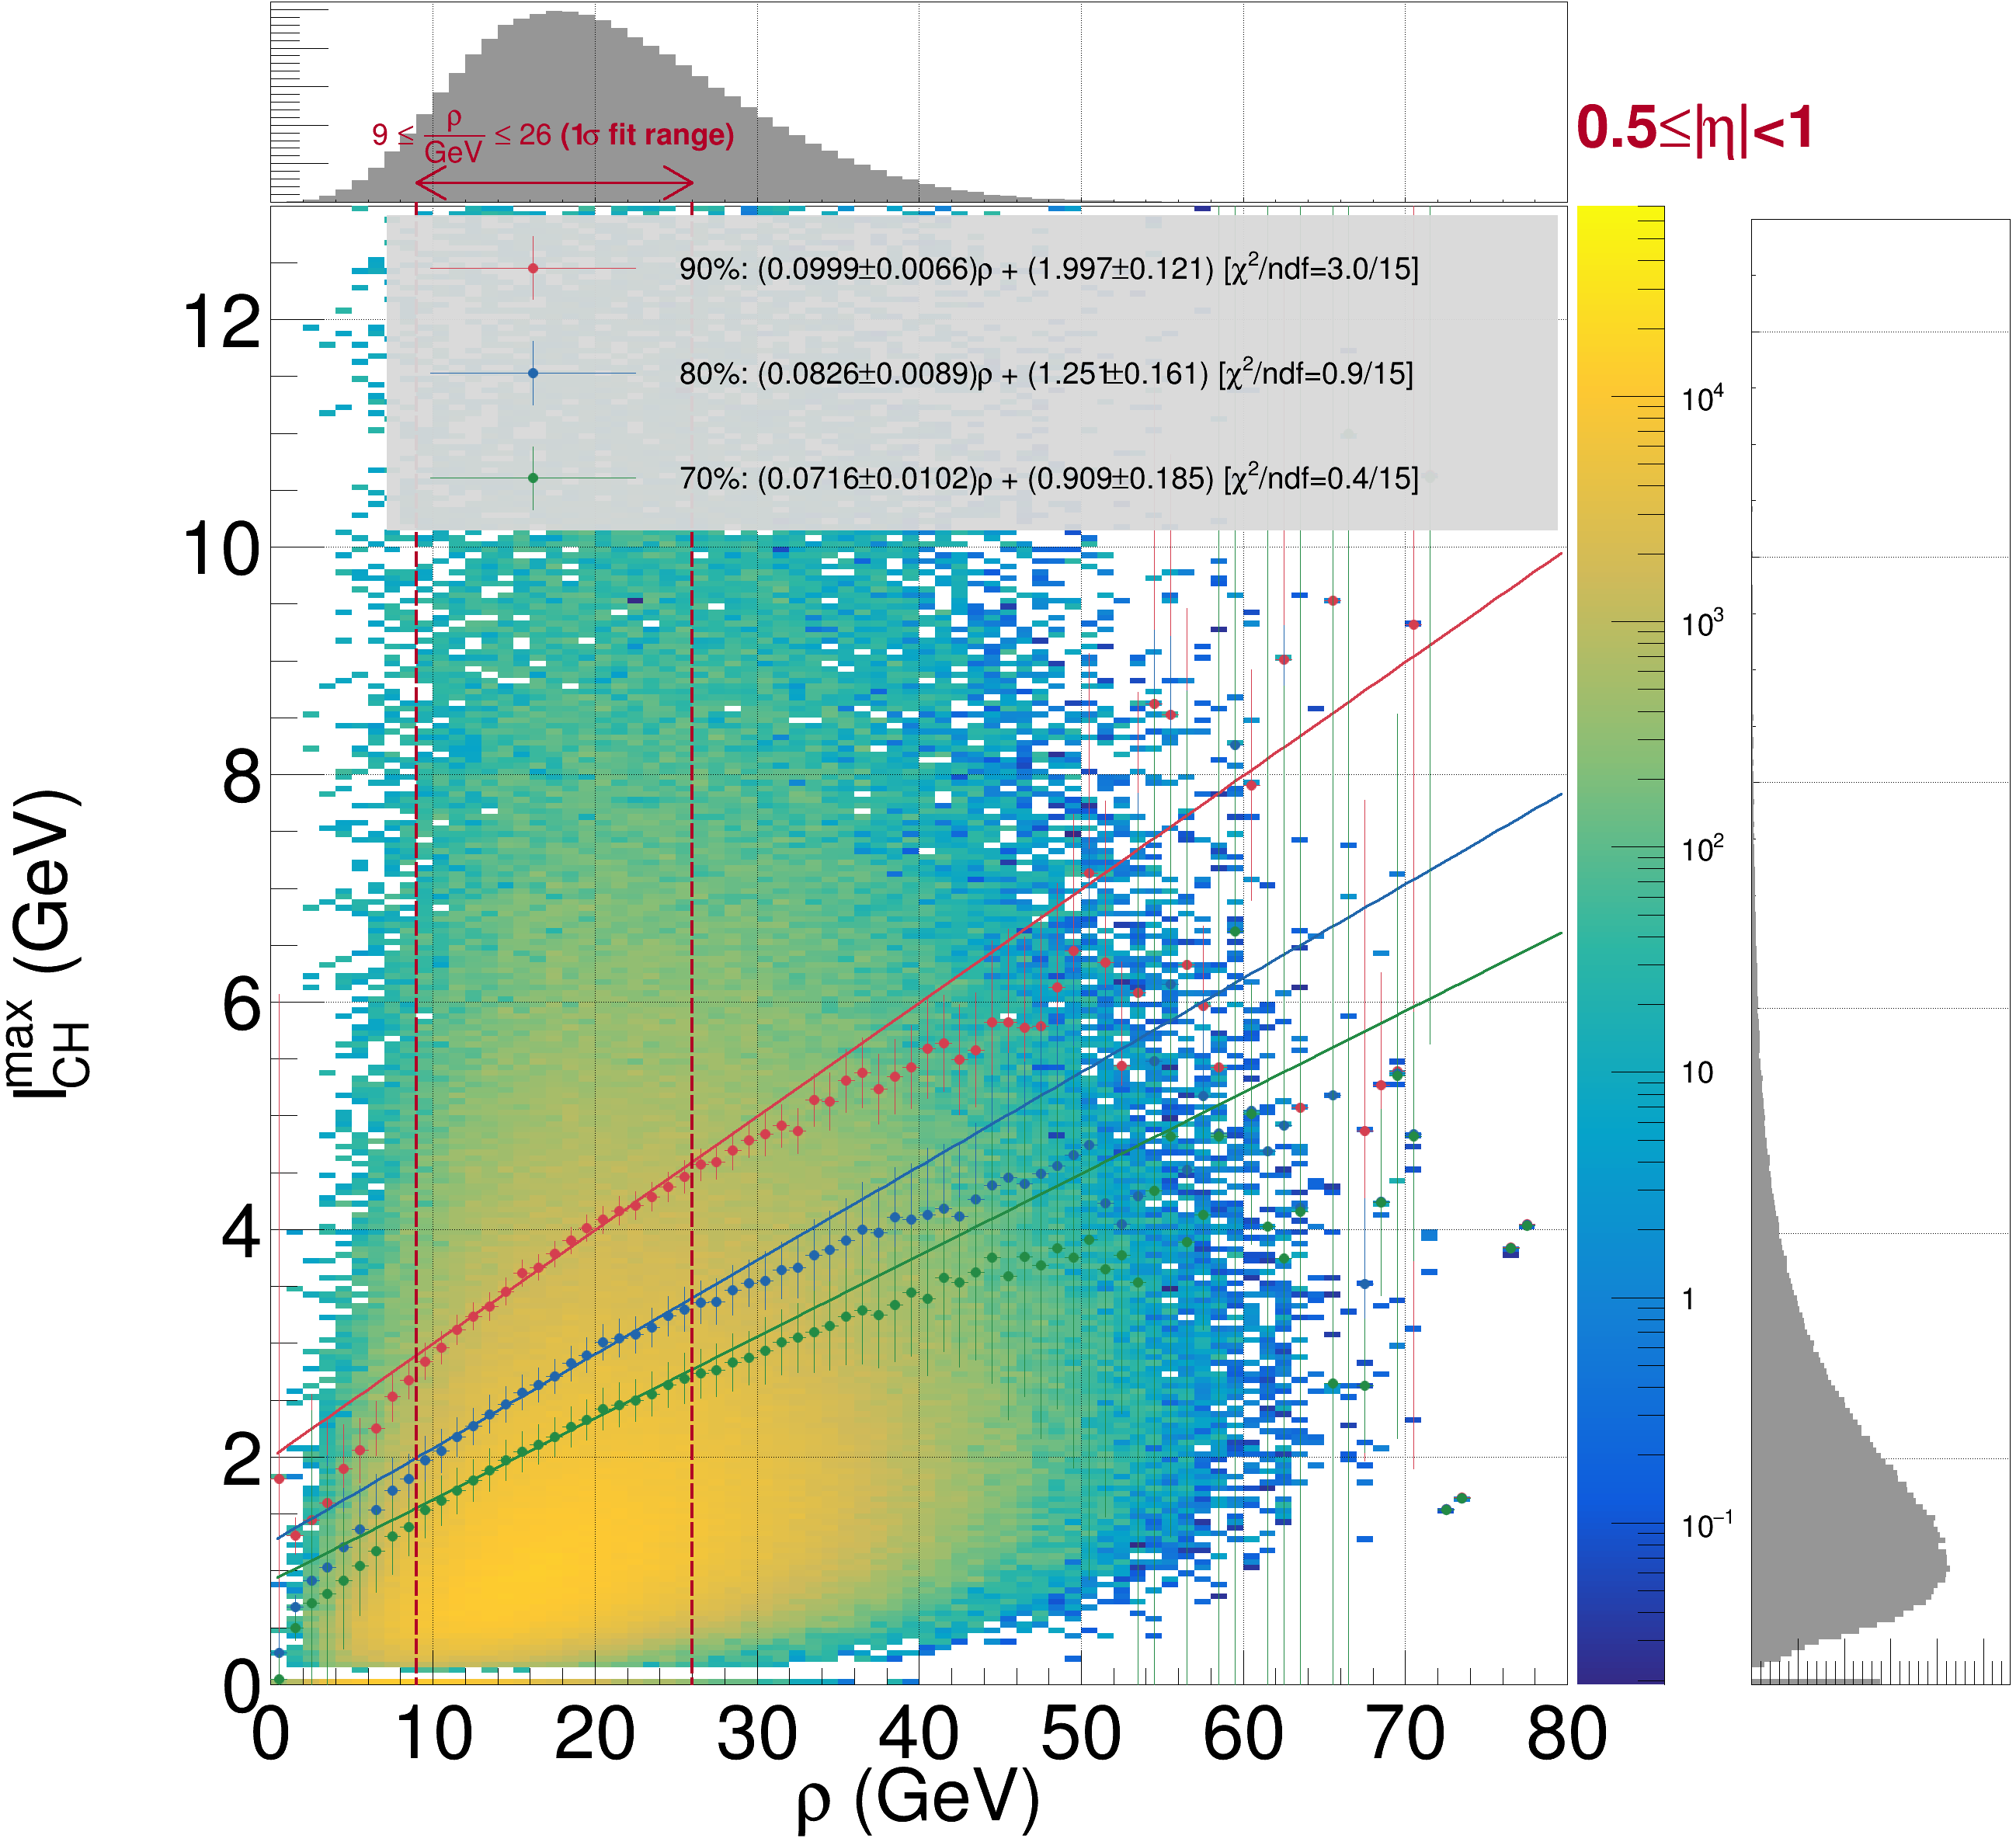 9 ≤ ρ/GeV ≤ 26 (1σ fit range)
0.5≤|η|<1
90%: (0.0999±0.0066)ρ + (1.997±0.121) [χ²/ndf=3.0/15]
80%: (0.0826±0.0089)ρ + (1.251±0.161) [χ²/ndf=0.9/15]
70%: (0.0716±0.0102)ρ + (0.909±0.185) [χ²/ndf=0.4/15]
12
10
8
6
4
2
0
I_CH^max (GeV)
0 10 20 30 40 50 60 70 80
ρ (GeV)
10⁴
10³
10²
10
1
10⁻¹